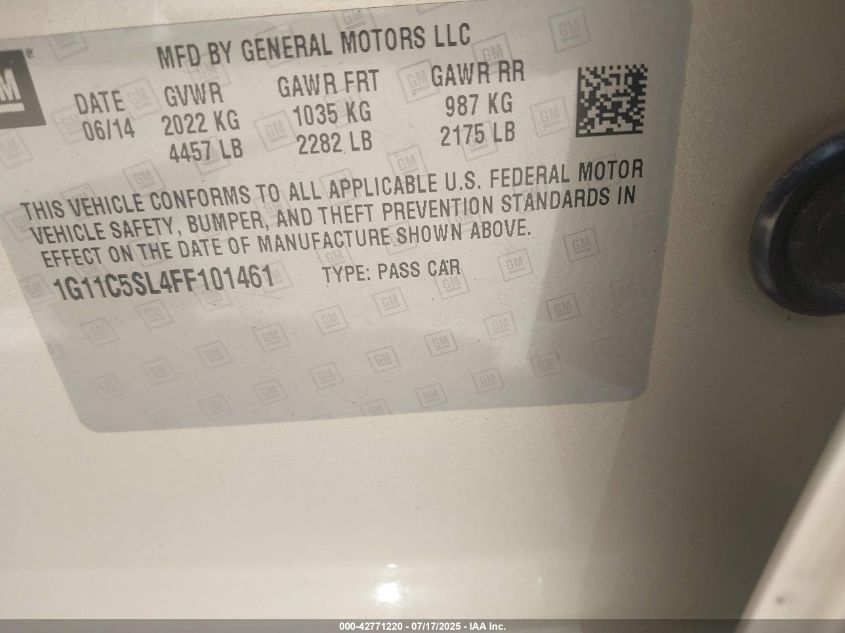 GM®
MFD BY GENERAL MOTORS LLC
DATE GVWR GAWR FRT GAWR RR
06/14 2022 KG 1035 KG 987 KG
4457 LB 2282 LB 2175 LB
THIS VEHICLE CONFORMS TO ALL APPLICABLE U.S. FEDERAL MOTOR
VEHICLE SAFETY, BUMPER, AND THEFT PREVENTION STANDARDS IN
EFFECT ON THE DATE OF MANUFACTURE SHOWN ABOVE.
1G11C5SL4FF101461 TYPE: PASS CAR
000-42771220 - 07/17/2025 - IAA Inc.